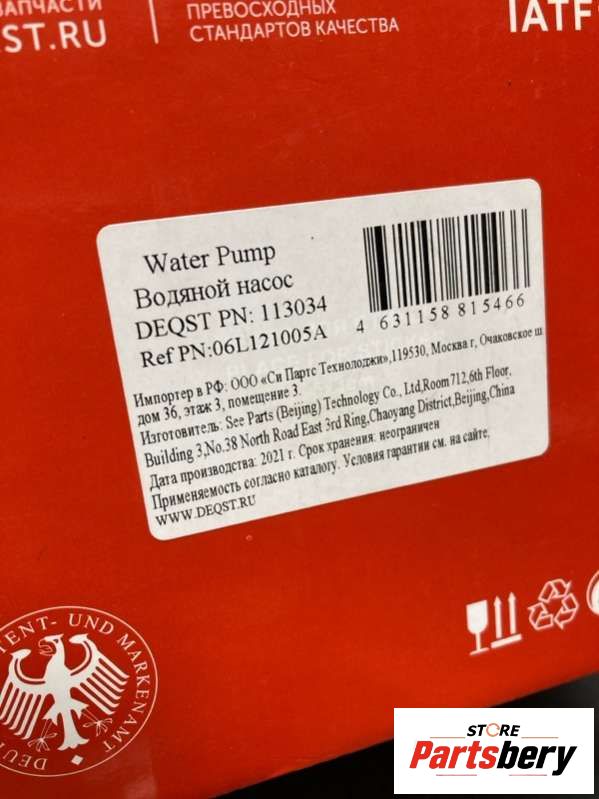 ЗАПЧАСТИ
ST.RU
ПРЕВОСХОДНЫХ
СТАНДАРТОВ КАЧЕСТВА
IATF
Water Pump
Водяной насос
DEQST PN: 113034
Ref PN:06L121005A
4 631158 815466
Импортер в РФ: ООО «Си Партс Технолоджи»,119530, Москва г, Очаковское ш
дом 36, этаж 3, помещение 3.
Изготовитель: See Parts (Beijing) Technology Co., Ltd,Room712,6th Floor,
Building 3,No.38 North Road East 3rd Ring,Chaoyang District,Beijing,China
Дата производства: 2021 г. Срок хранения: неограничен
Применяемость согласно каталогу. Условия гарантии см. на сайте.
WWW.DEQST.RU
UND MARKENAMT
STORE
Partsbery